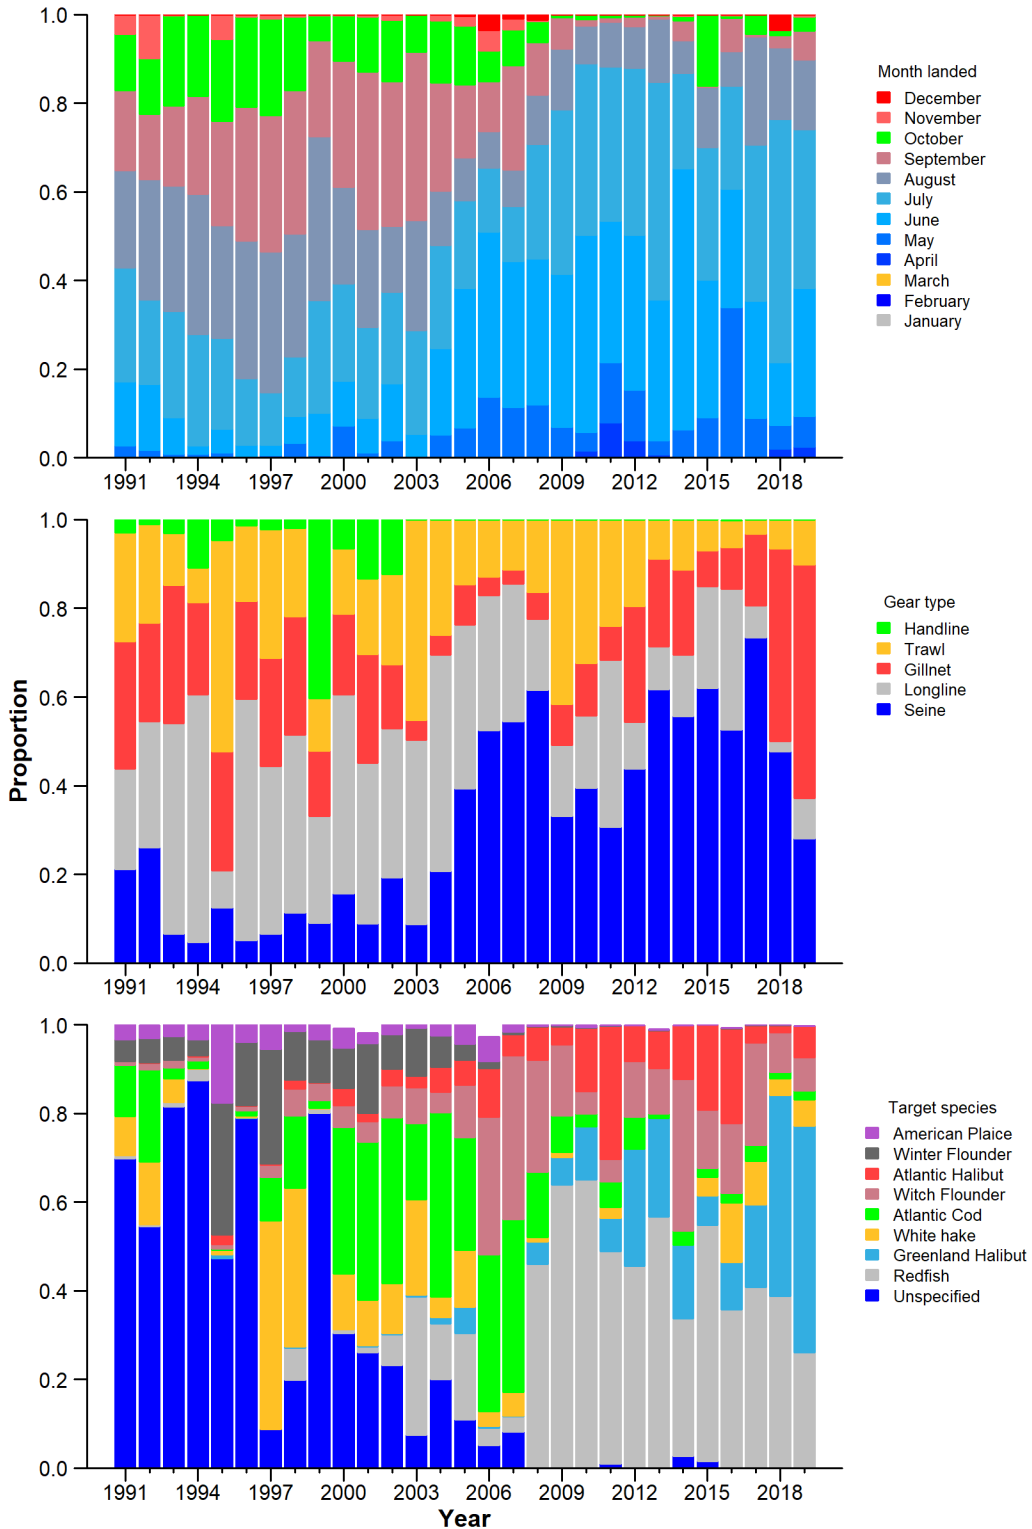 1.0
0.8
0.6
0.4
0.2
0.0
1991 1994 1997 2000 2003 2006 2009 2012 2015 2018
Month landed
December
November
October
September
August
July
June
May
April
March
February
January
1.0
0.8
0.6
0.4
0.2
0.0
1991 1994 1997 2000 2003 2006 2009 2012 2015 2018
Proportion
Gear type
Handline
Trawl
Gillnet
Longline
Seine
1.0
0.8
0.6
0.4
0.2
0.0
1991 1994 1997 2000 2003 2006 2009 2012 2015 2018
Year
Target species
American Plaice
Winter Flounder
Atlantic Halibut
Witch Flounder
Atlantic Cod
White hake
Greenland Halibut
Redfish
Unspecified